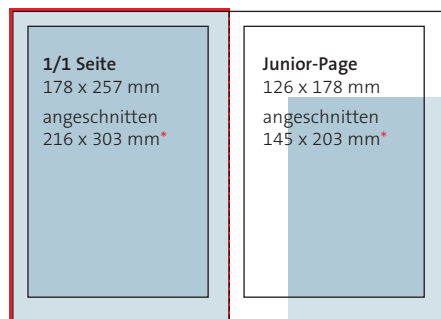 1/1 Seite
178 x 257 mm
angeschnitten
216 x 303 mm*
Junior-Page
126 x 178 mm
angeschnitten
145 x 203 mm*